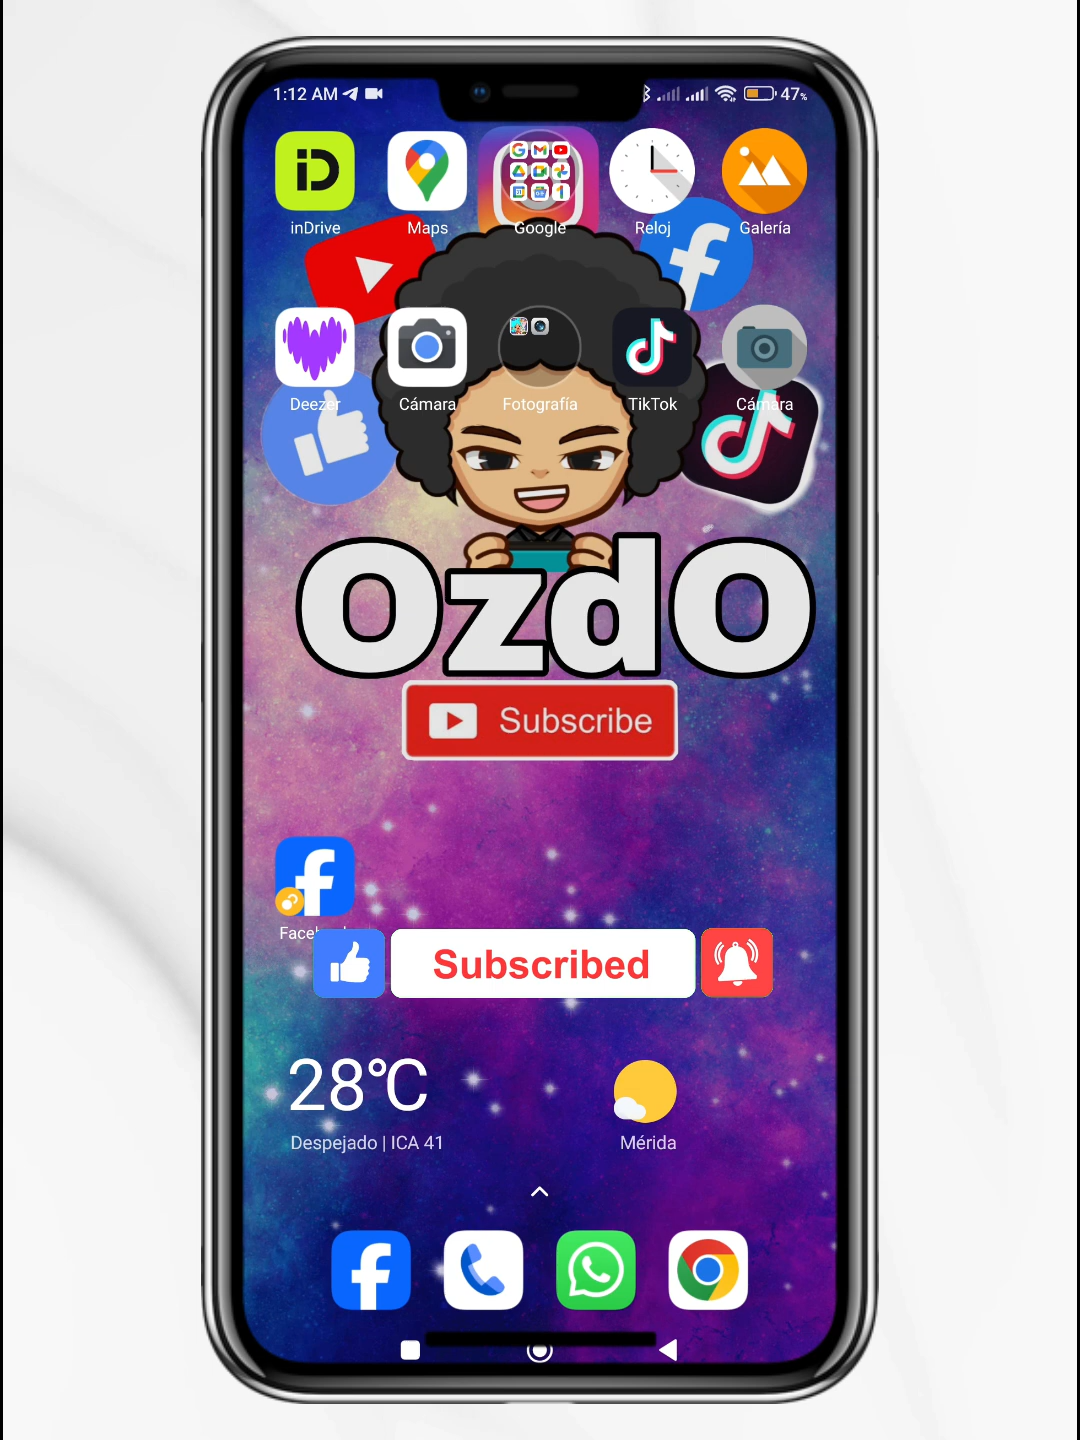 1:12 AM 47%
iD
inDrive Maps Google Reloj Galería
Deezer Cámara Fotografía TikTok Cámara
OzdO
Subscribe
Subscribed
28°C
Despejado | ICA 41 Mérida